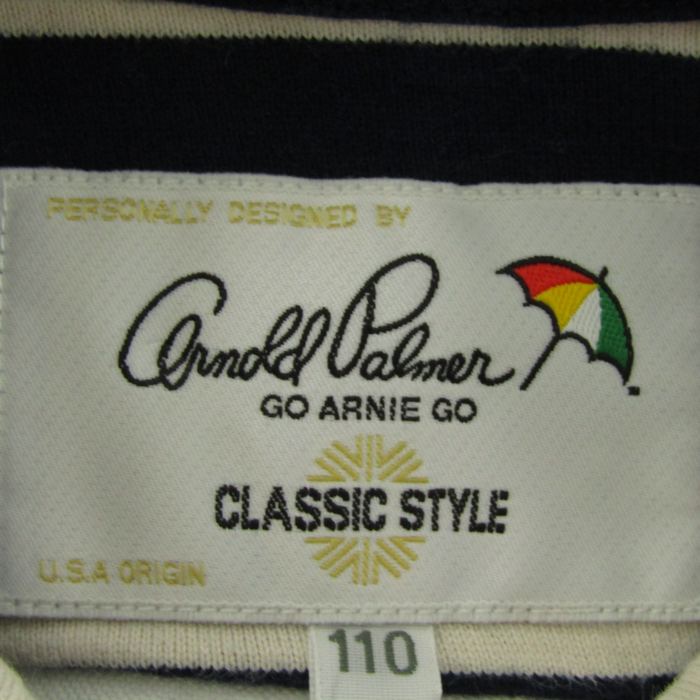 PERSONALLY DESIGNED BY
Arnold Palmer
GO ARNIE GO
CLASSIC STYLE
U.S.A ORIGIN
110